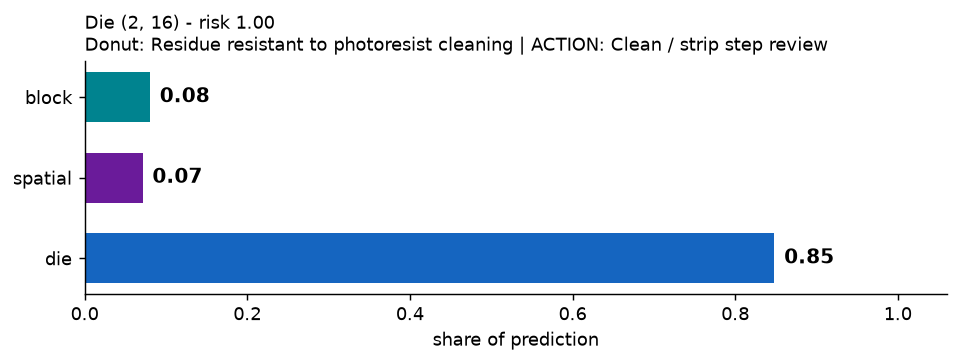 Die (2, 16) - risk 1.00
Donut: Residue resistant to photoresist cleaning | ACTION: Clean / strip step review
block
0.08
spatial
0.07
die
0.85
0.0 0.2 0.4 0.6 0.8 1.0
share of prediction